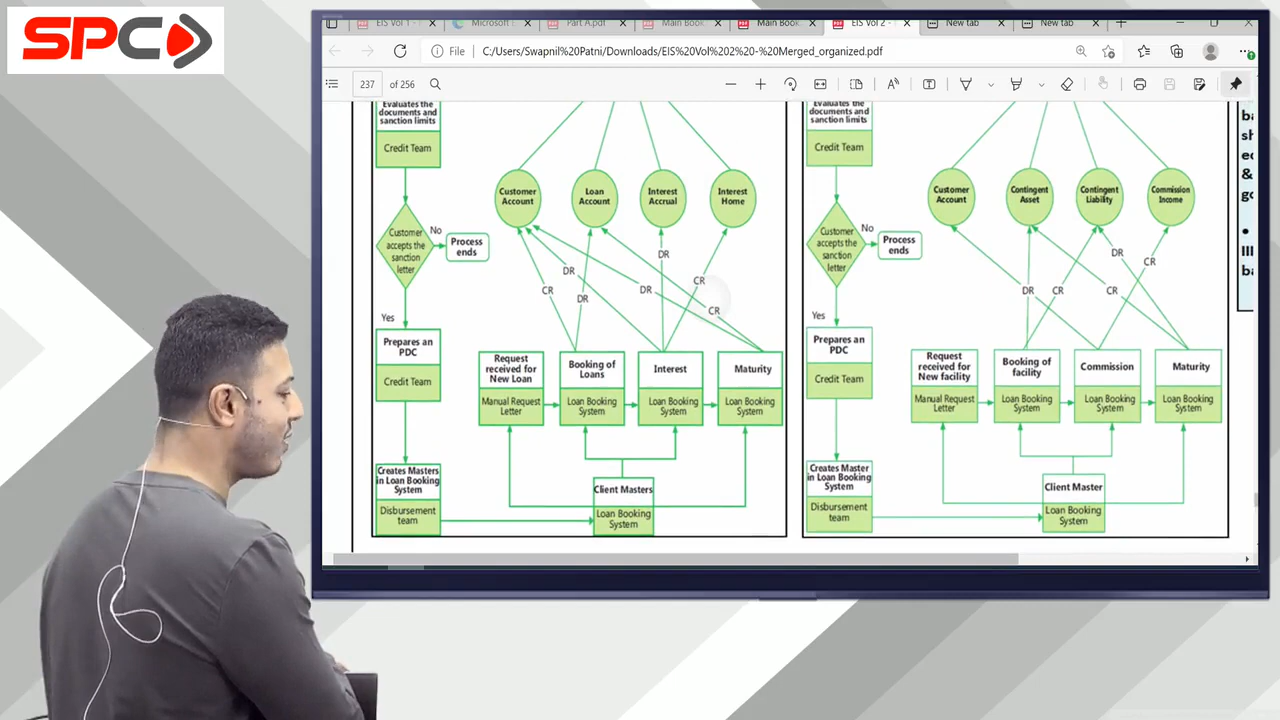 SPC
EIS Vol 1 -
Microsoft
Part A.pdf
Main Book
Main Book
EIS Vol 2 -
New tab
New tab
File C:/Users/Swapnil%20Patni/Downloads/EIS%20Vol%202%20-%20Merged_organized.pdf
237 of 256
Evaluates the
documents and
sanction limits
Credit Team
Customer
accepts the
sanction
letter
No
Process
ends
Yes
Prepares an
PDC
Credit Team
Creates Masters
in Loan Booking
System
Disbursement
team
Customer
Account
Loan
Account
Interest
Accrual
Interest
Home
CR
DR
DR
DR
DR
CR
CR
Request
received for
New Loan
Manual Request
Letter
Booking of
Loans
Loan Booking
System
Interest
Loan Booking
System
Maturity
Loan Booking
System
Client Masters
Loan Booking
System
Evaluates the
documents and
sanction limits
Credit Team
Customer
accepts the
sanction
letter
No
Process
ends
Yes
Prepares an
PDC
Credit Team
Creates Master
in Loan Booking
System
Disbursement
team
Customer
Account
Contingent
Asset
Contingent
Liability
Commission
Income
DR
CR
DR
CR
CR
Request
received for
New facility
Manual Request
Letter
Booking of
facility
Loan Booking
System
Commission
Loan Booking
System
Maturity
Loan Booking
System
Client Master
Loan Booking
System
ba
sh
ec
&
go
•
Ill
ba